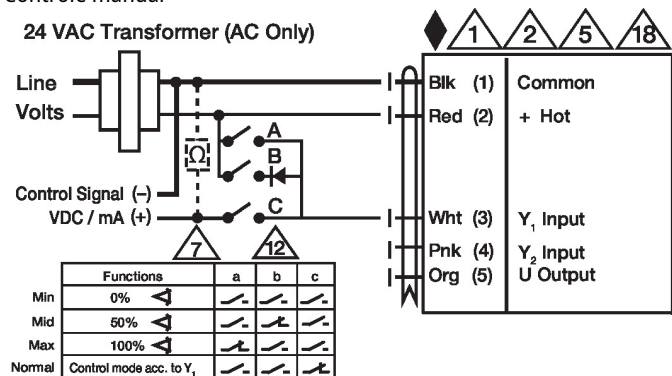 24 VAC Transformer (AC Only)
1 2 5 18
Line
Volts
Blk (1) Common
Red (2) + Hot
A
Ω
B
Control Signal (–)
VDC / mA (+)
C
Wht (3) Y₁ Input
Pnk (4) Y₂ Input
Org (5) U Output
7 12
Functions a b c
Min 0%
Mid 50%
Max 100%
Normal Control mode acc. to Y₁